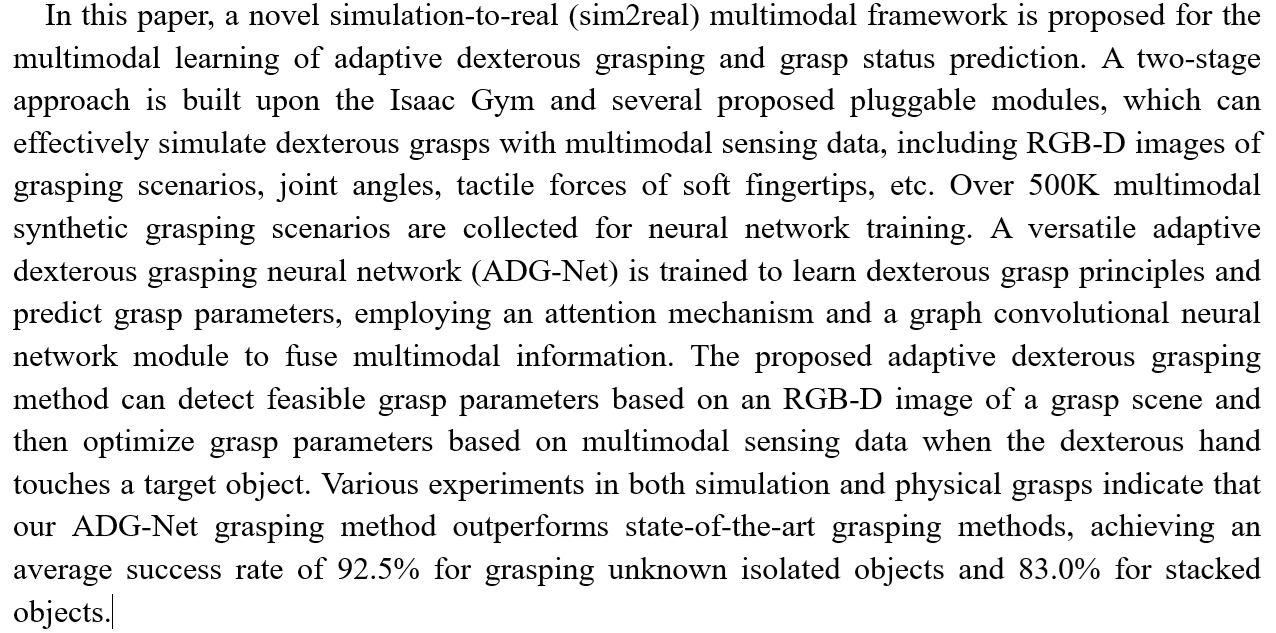 In this paper, a novel simulation-to-real (sim2real) multimodal framework is proposed for the
multimodal learning of adaptive dexterous grasping and grasp status prediction. A two-stage
approach is built upon the Isaac Gym and several proposed pluggable modules, which can
effectively simulate dexterous grasps with multimodal sensing data, including RGB-D images of
grasping scenarios, joint angles, tactile forces of soft fingertips, etc. Over 500K multimodal
synthetic grasping scenarios are collected for neural network training. A versatile adaptive
dexterous grasping neural network (ADG-Net) is trained to learn dexterous grasp principles and
predict grasp parameters, employing an attention mechanism and a graph convolutional neural
network module to fuse multimodal information. The proposed adaptive dexterous grasping
method can detect feasible grasp parameters based on an RGB-D image of a grasp scene and
then optimize grasp parameters based on multimodal sensing data when the dexterous hand
touches a target object. Various experiments in both simulation and physical grasps indicate that
our ADG-Net grasping method outperforms state-of-the-art grasping methods, achieving an
average success rate of 92.5% for grasping unknown isolated objects and 83.0% for stacked
objects.